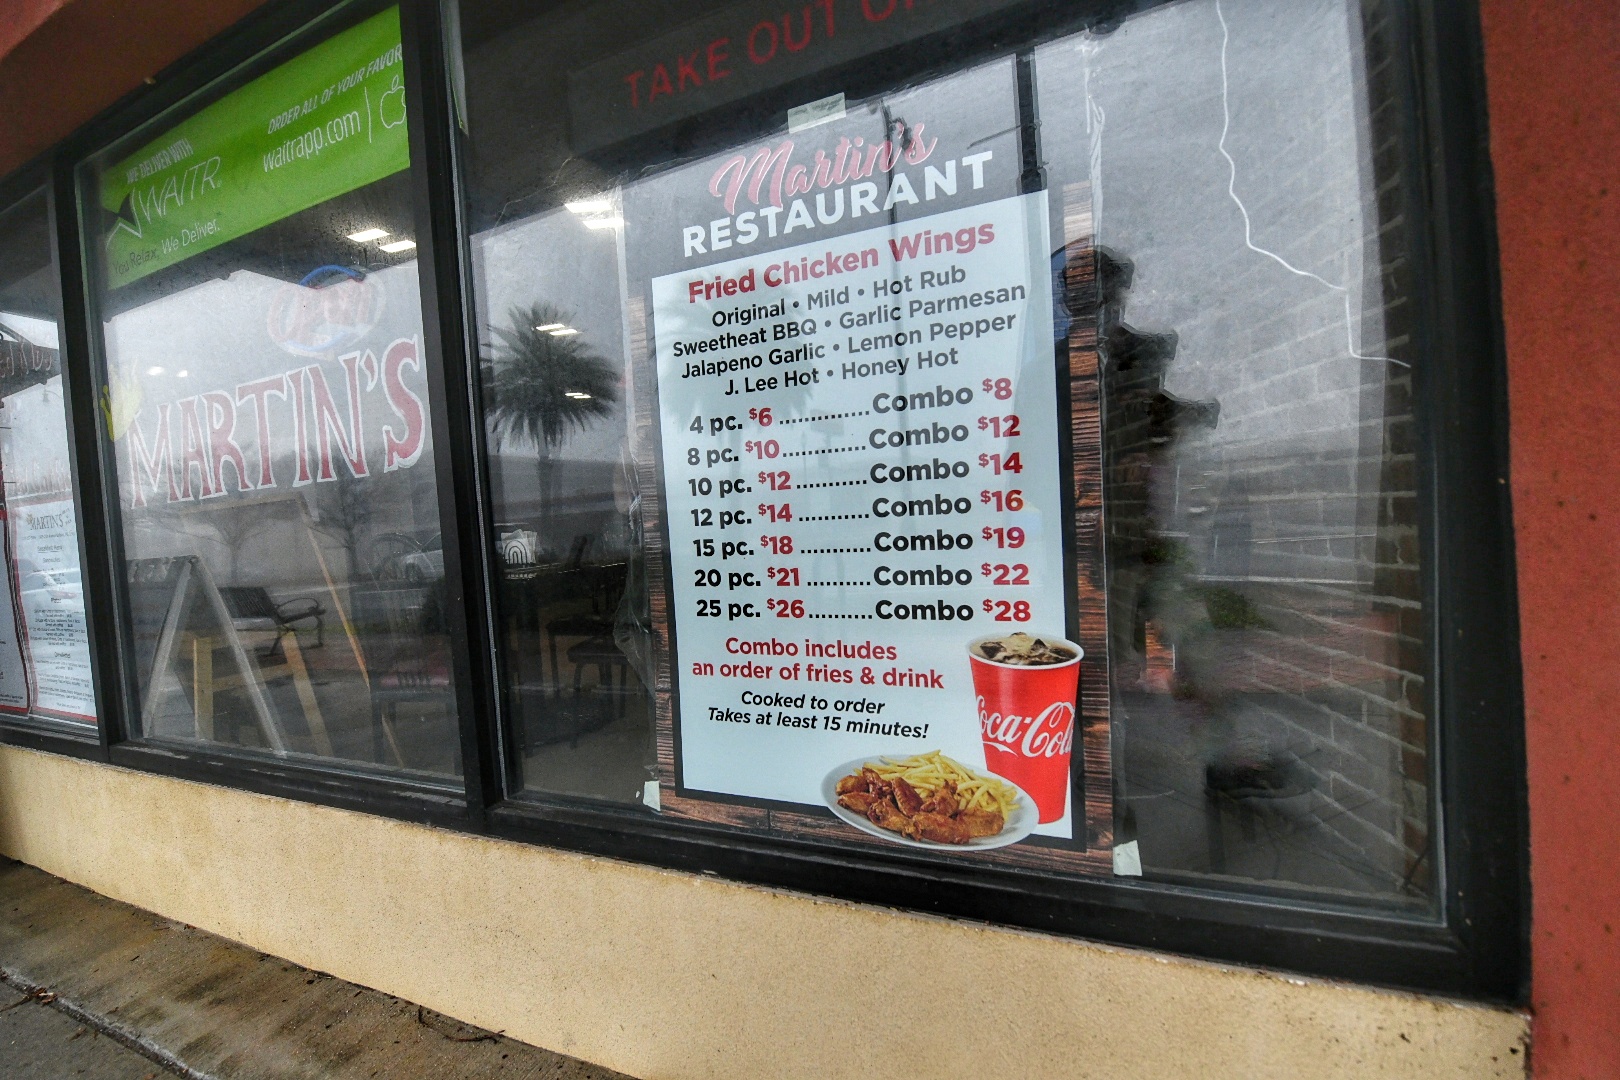 WE DELIVER WITH
WAITR
You Relax, We Deliver.
ORDER ALL OF YOUR FAVOR
waitrapp.com |
Open
MARTIN'S
MARTIN'S
TAKE OUT
Martin's
RESTAURANT
Fried Chicken Wings
Original • Mild • Hot Rub
Sweetheat BBQ • Garlic Parmesan
Jalapeno Garlic • Lemon Pepper
J. Lee Hot • Honey Hot
4 pc. $6 ............. Combo $8
8 pc. $10............ Combo $12
10 pc. $12 .......... Combo $14
12 pc. $14 .......... Combo $16
15 pc. $18 .......... Combo $19
20 pc. $21 ......... Combo $22
25 pc. $26 ......... Combo $28
Combo includes
an order of fries & drink
Cooked to order
Takes at least 15 minutes!
Coca-Cola